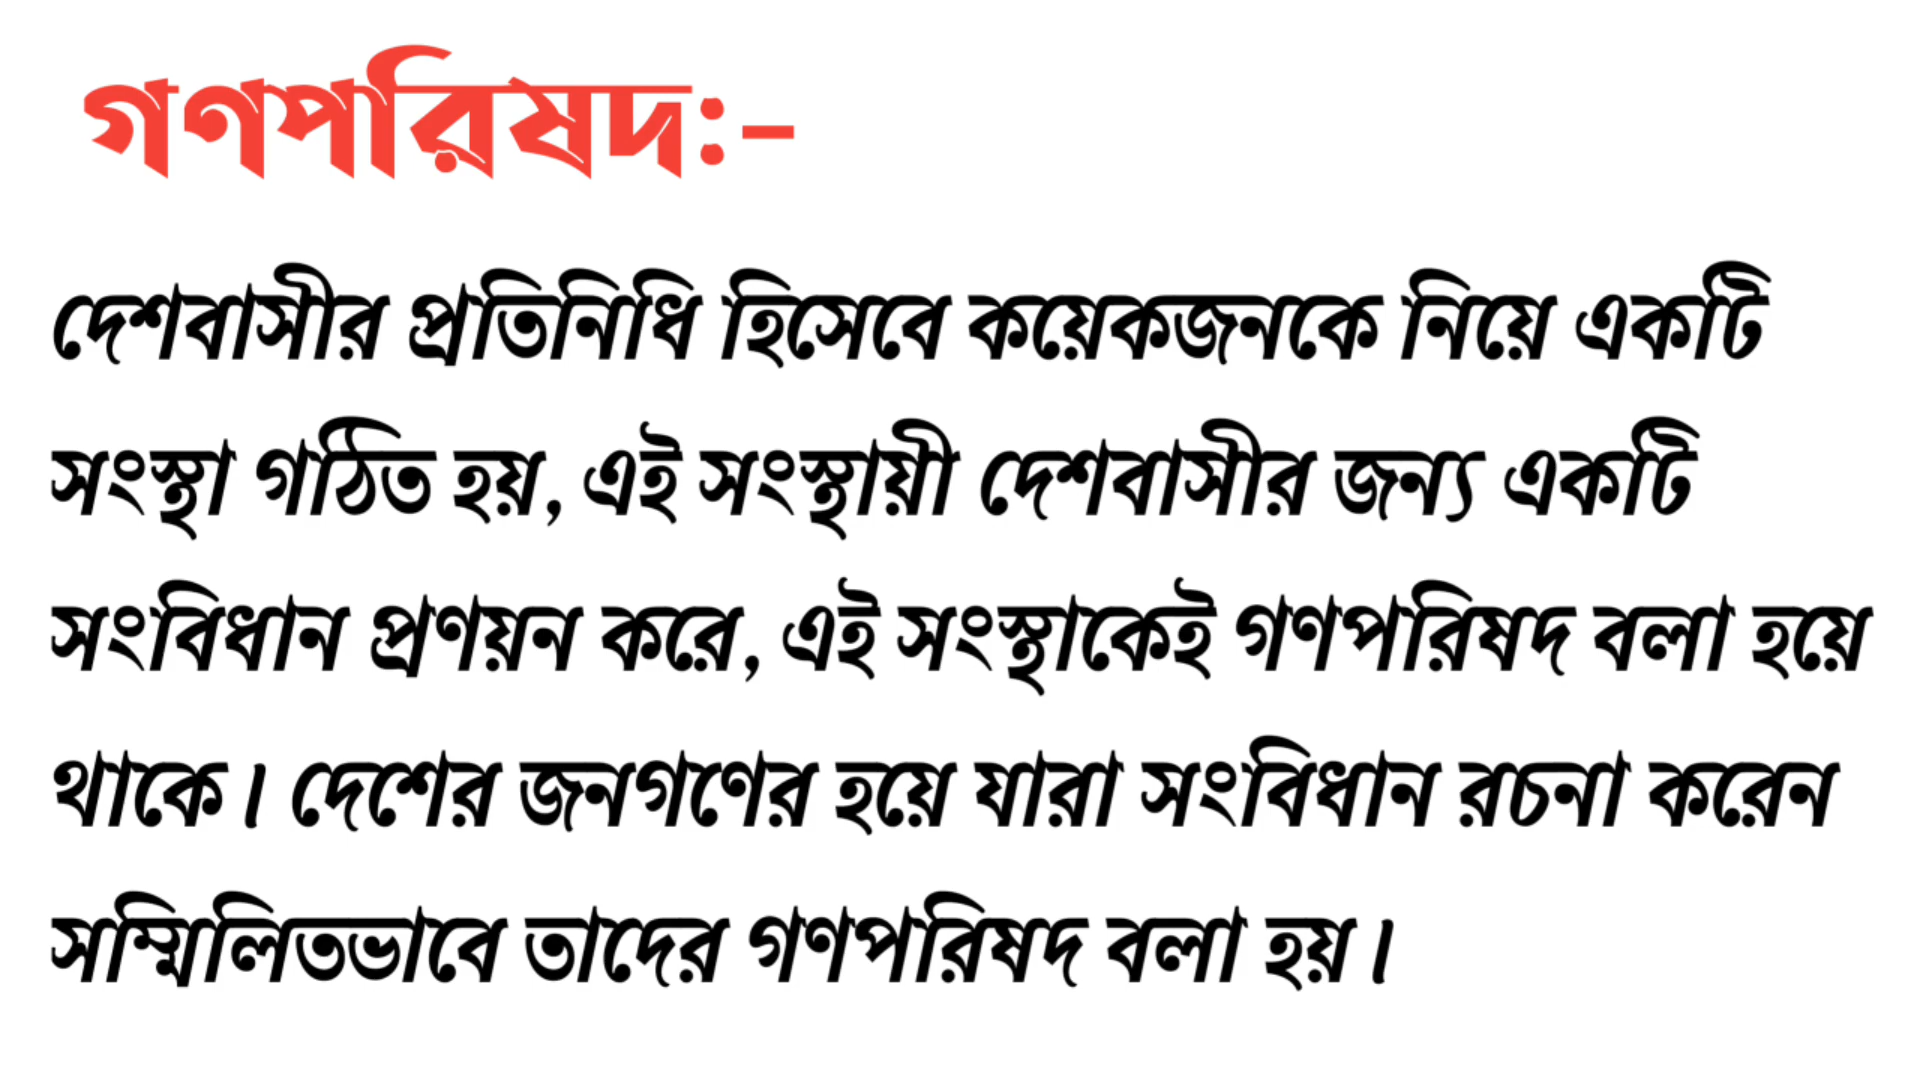 গণপরিষদ:-
দেশবাসীর প্রতিনিধি হিসেবে কয়েকজনকে নিয়ে একটি
সংস্থা গঠিত হয়, এই সংস্থায়ী দেশবাসীর জন্য একটি
সংবিধান প্রণয়ন করে, এই সংস্থাকেই গণপরিষদ বলা হয়ে
থাকে। দেশের জনগণের হয়ে যারা সংবিধান রচনা করেন
সম্মিলিতভাবে তাদের গণপরিষদ বলা হয়।